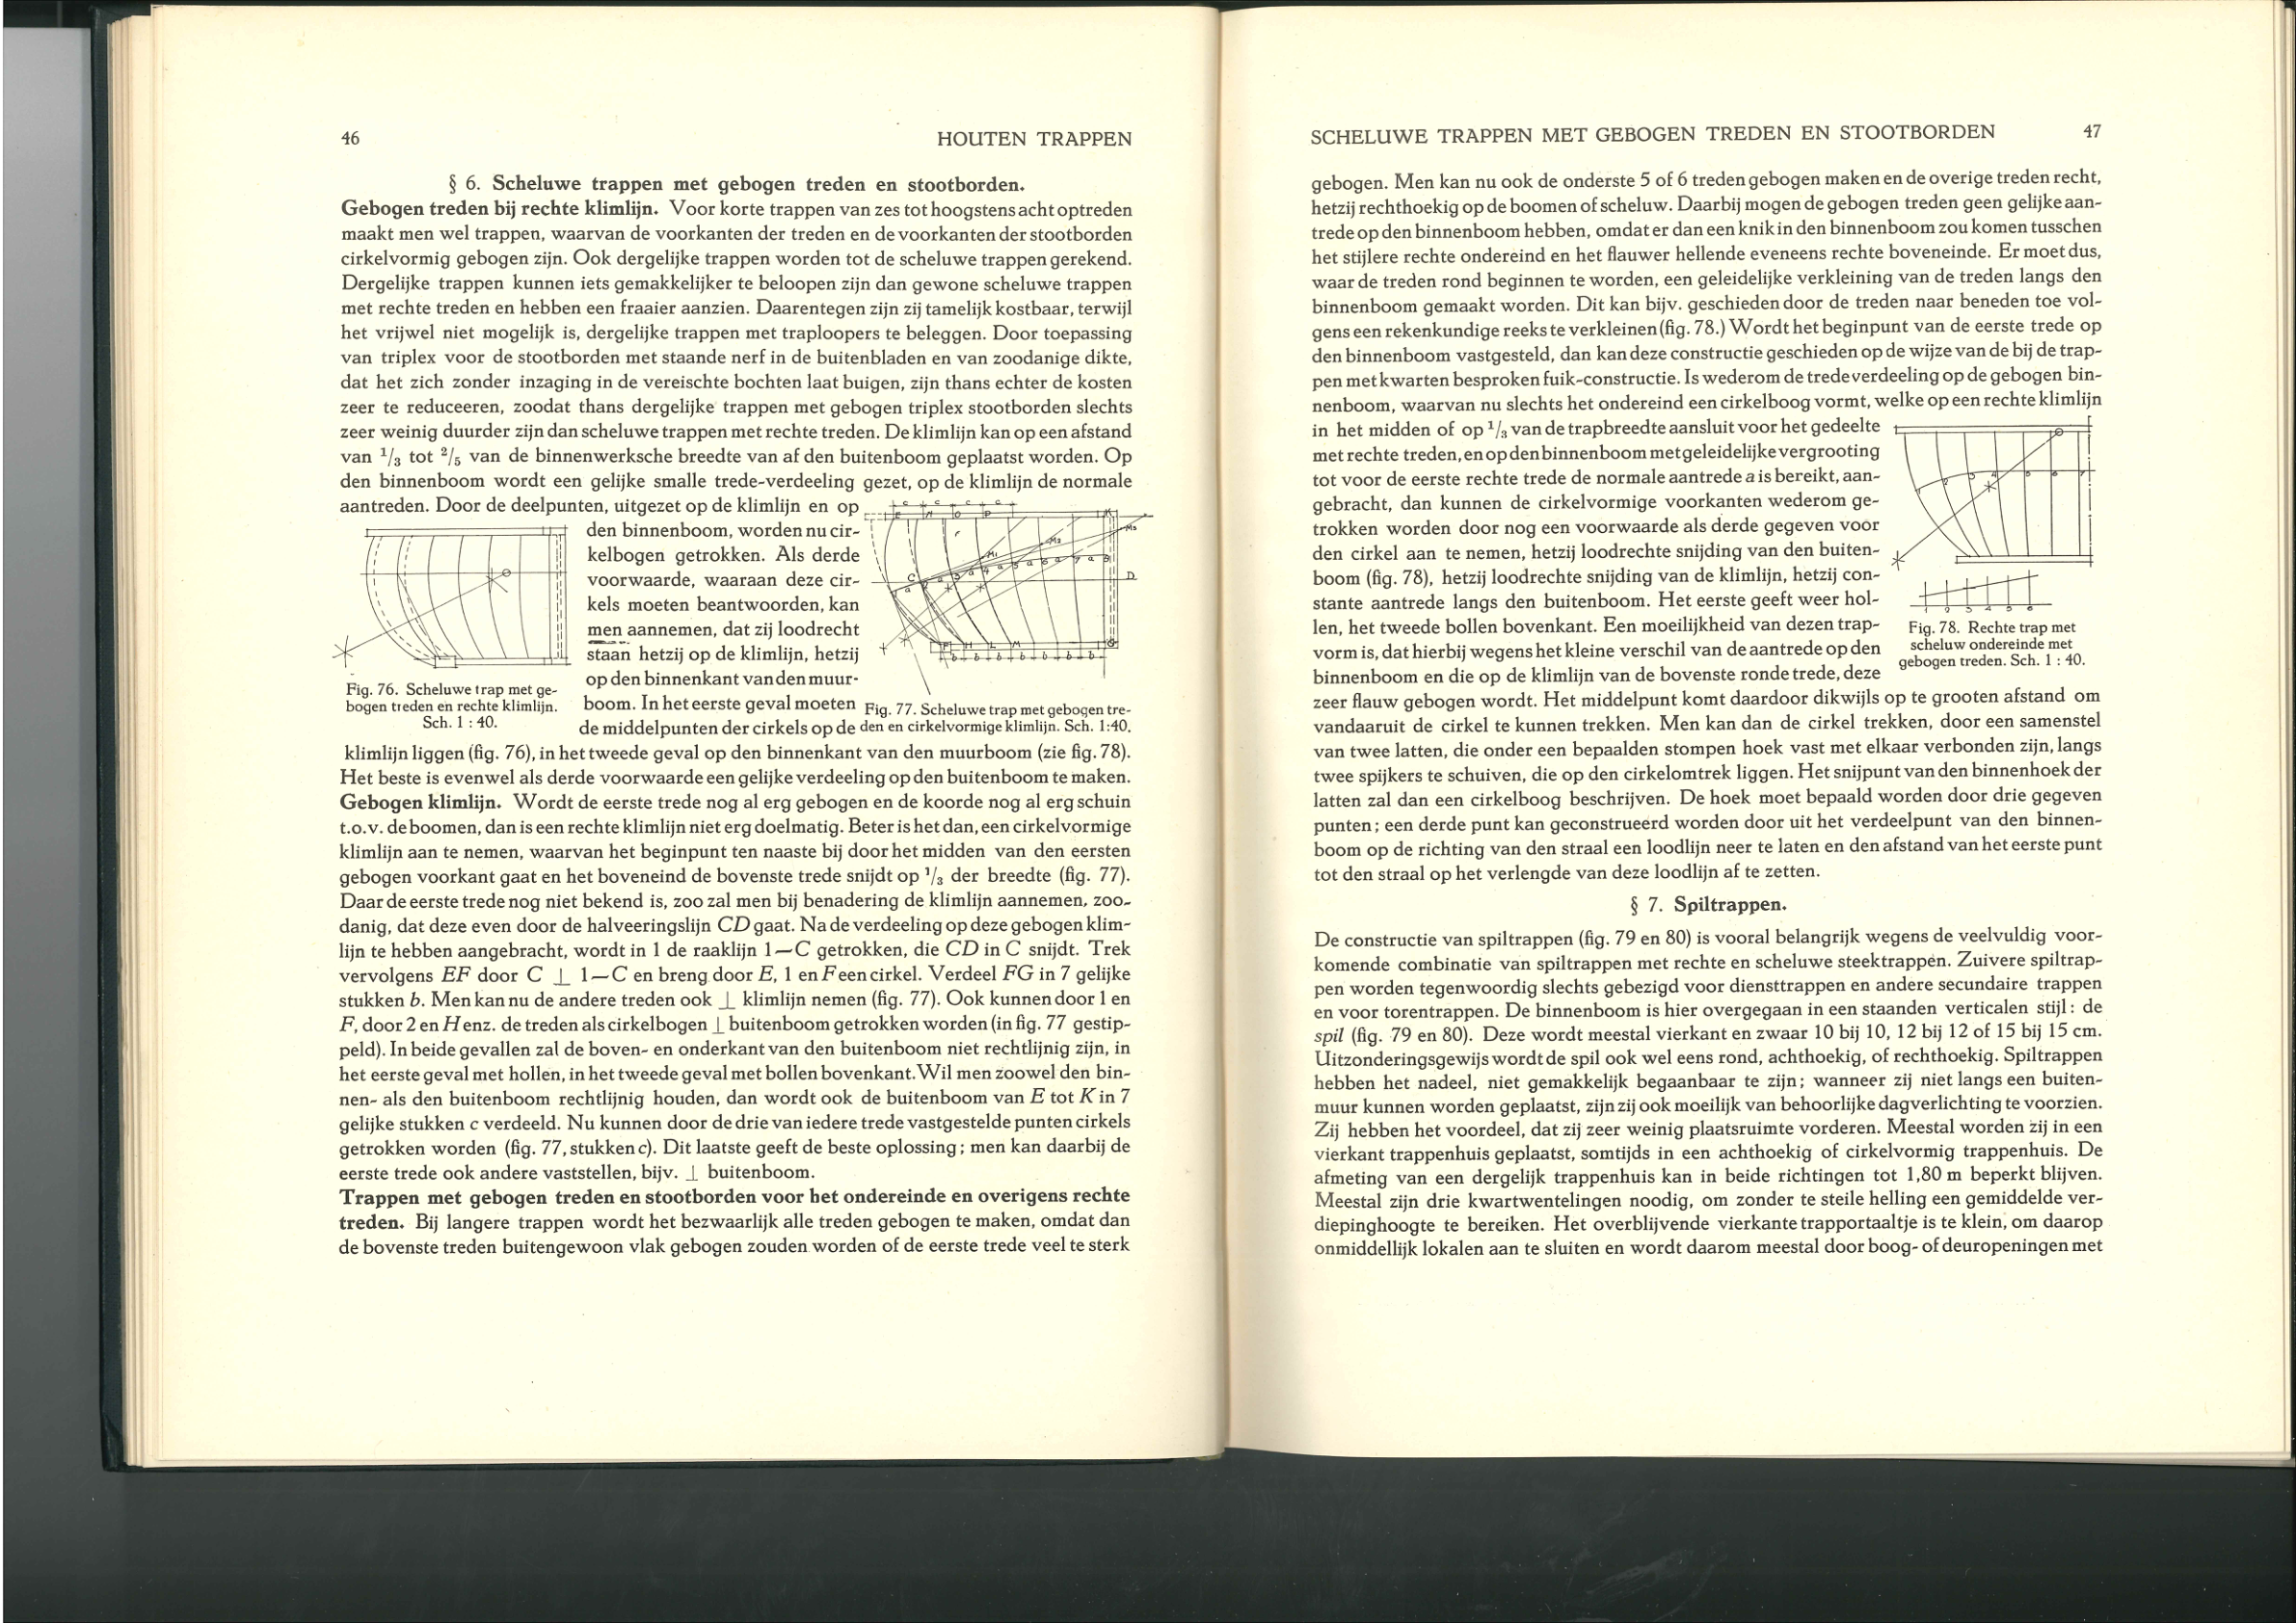 46
HOUTEN TRAPPEN
§ 6. Scheluwe trappen met gebogen treden en stootborden.
Gebogen treden bij rechte klimlijn. Voor korte trappen van zes tot hoogstens acht optreden
maakt men wel trappen, waarvan de voorkanten der treden en de voorkanten der stootborden
cirkelvormig gebogen zijn. Ook dergelijke trappen worden tot de scheluwe trappen gerekend.
Dergelijke trappen kunnen iets gemakkelijker te beloopen zijn dan gewone scheluwe trappen
met rechte treden en hebben een fraaier aanzien. Daarentegen zijn zij tamelijk kostbaar, terwijl
het vrijwel niet mogelijk is, dergelijke trappen met traploopers te beleggen. Door toepassing
van triplex voor de stootborden met staande nerf in de buitenbladen en van zoodanige dikte,
dat het zich zonder inzaging in de vereischte bochten laat buigen, zijn thans echter de kosten
zeer te reduceeren, zoodat thans dergelijke trappen met gebogen triplex stootborden slechts
zeer weinig duurder zijn dan scheluwe trappen met rechte treden. De klimlijn kan op een afstand
van 1/3 tot 2/5 van de binnenwerksche breedte van af den buitenboom geplaatst worden. Op
den binnenboom wordt een gelijke smalle trede-verdeeling gezet, op de klimlijn de normale
aantreden. Door de deelpunten, uitgezet op de klimlijn en op
den binnenboom, worden nu cir-
kelbogen getrokken. Als derde
voorwaarde, waaraan deze cir-
kels moeten beantwoorden, kan
men aannemen, dat zij loodrecht
staan hetzij op de klimlijn, hetzij
op den binnenkant van den muur-
boom. In het eerste geval moeten
de middelpunten der cirkels op de
Fig. 76. Scheluwe trap met ge-
bogen treden en rechte klimlijn.
Sch. 1 : 40.
Fig. 77. Scheluwe trap met gebogen tre-
den en cirkelvormige klimlijn. Sch. 1:40.
klimlijn liggen (fig. 76), in het tweede geval op den binnenkant van den muurboom (zie fig. 78).
Het beste is evenwel als derde voorwaarde een gelijke verdeeling op den buitenboom te maken.
Gebogen klimlijn. Wordt de eerste trede nog al erg gebogen en de koorde nog al erg schuin
t.o.v. de boomen, dan is een rechte klimlijn niet erg doelmatig. Beter is het dan, een cirkelvormige
klimlijn aan te nemen, waarvan het beginpunt ten naaste bij door het midden van den eersten
gebogen voorkant gaat en het boveneind de bovenste trede snijdt op 1/3 der breedte (fig. 77).
Daar de eerste trede nog niet bekend is, zoo zal men bij benadering de klimlijn aannemen, zoo-
danig, dat deze even door de halveeringslijn CD gaat. Na de verdeeling op deze gebogen klim-
lijn te hebben aangebracht, wordt in 1 de raaklijn 1—C getrokken, die CD in C snijdt. Trek
vervolgens EF door C ⊥ 1—C en breng door E, 1 en F een cirkel. Verdeel FG in 7 gelijke
stukken b. Men kan nu de andere treden ook ⊥ klimlijn nemen (fig. 77). Ook kunnen door 1 en
F, door 2 en H enz. de treden als cirkelbogen ⊥ buitenboom getrokken worden (in fig. 77 gestip-
peld). In beide gevallen zal de boven- en onderkant van den buitenboom niet rechtlijnig zijn, in
het eerste geval met hollen, in het tweede geval met bollen bovenkant. Wil men zoowel den bin-
nen- als den buitenboom rechtlijnig houden, dan wordt ook de buitenboom van E tot K in 7
gelijke stukken c verdeeld. Nu kunnen door de drie van iedere trede vastgestelde punten cirkels
getrokken worden (fig. 77, stukken c). Dit laatste geeft de beste oplossing; men kan daarbij de
eerste trede ook andere vaststellen, bijv. ⊥ buitenboom.
Trappen met gebogen treden en stootborden voor het ondereinde en overigens rechte
treden. Bij langere trappen wordt het bezwaarlijk alle treden gebogen te maken, omdat dan
de bovenste treden buitengewoon vlak gebogen zouden worden of de eerste trede veel te sterk
SCHELUWE TRAPPEN MET GEBOGEN TREDEN EN STOOTBORDEN
47
gebogen. Men kan nu ook de onderste 5 of 6 treden gebogen maken en de overige treden recht,
hetzij rechthoekig op de boomen of scheluw. Daarbij mogen de gebogen treden geen gelijke aan-
trede op den binnenboom hebben, omdat er dan een knik in den binnenboom zou komen tusschen
het stijlere rechte ondereind en het flauwer hellende eveneens rechte boveneinde. Er moet dus,
waar de treden rond beginnen te worden, een geleidelijke verkleining van de treden langs den
binnenboom gemaakt worden. Dit kan bijv. geschieden door de treden naar beneden toe vol-
gens een rekenkundige reeks te verkleinen (fig. 78.) Wordt het beginpunt van de eerste trede op
den binnenboom vastgesteld, dan kan deze constructie geschieden op de wijze van de bij de trap-
pen met kwarten besproken fuik-constructie. Is wederom de trede verdeeling op de gebogen bin-
nenboom, waarvan nu slechts het ondereind een cirkelboog vormt, welke op een rechte klimlijn
in het midden of op 1/3 van de trapbreedte aansluit voor het gedeelte
met rechte treden, en op den binnenboom met geleidelijke vergrooting
tot voor de eerste rechte trede de normale aantrede a is bereikt, aan-
gebracht, dan kunnen de cirkelvormige voorkanten wederom ge-
trokken worden door nog een voorwaarde als derde gegeven voor
den cirkel aan te nemen, hetzij loodrechte snijding van den buiten-
boom (fig. 78), hetzij loodrechte snijding van de klimlijn, hetzij con-
stante aantrede langs den buitenboom. Het eerste geeft weer hol-
len, het tweede bollen bovenkant. Een moeilijkheid van dezen trap-
vorm is, dat hierbij wegens het kleine verschil van de aantrede op den
binnenboom en die op de klimlijn van de bovenste ronde trede, deze
Fig. 78. Rechte trap met
scheluw ondereinde met
gebogen treden. Sch. 1 : 40.
zeer flauw gebogen wordt. Het middelpunt komt daardoor dikwijls op te grooten afstand om
vandaaruit de cirkel te kunnen trekken. Men kan dan de cirkel trekken, door een samenstel
van twee latten, die onder een bepaalden stompen hoek vast met elkaar verbonden zijn, langs
twee spijkers te schuiven, die op den cirkelomtrek liggen. Het snijpunt van den binnenhoek der
latten zal dan een cirkelboog beschrijven. De hoek moet bepaald worden door drie gegeven
punten; een derde punt kan geconstrueerd worden door uit het verdeelpunt van den binnen-
boom op de richting van den straal een loodlijn neer te laten en den afstand van het eerste punt
tot den straal op het verlengde van deze loodlijn af te zetten.
§ 7. Spiltrappen.
De constructie van spiltrappen (fig. 79 en 80) is vooral belangrijk wegens de veelvuldig voor-
komende combinatie van spiltrappen met rechte en scheluwe steektrappen. Zuivere spiltrap-
pen worden tegenwoordig slechts gebezigd voor diensttrappen en andere secundaire trappen
en voor torentrappen. De binnenboom is hier overgegaan in een staanden verticalen stijl: de
spil (fig. 79 en 80). Deze wordt meestal vierkant en zwaar 10 bij 10, 12 bij 12 of 15 bij 15 cm.
Uitzonderingsgewijs wordt de spil ook wel eens rond, achthoekig, of rechthoekig. Spiltrappen
hebben het nadeel, niet gemakkelijk begaanbaar te zijn; wanneer zij niet langs een buiten-
muur kunnen worden geplaatst, zijn zij ook moeilijk van behoorlijke dagverlichting te voorzien.
Zij hebben het voordeel, dat zij zeer weinig plaatsruimte vorderen. Meestal worden zij in een
vierkant trappenhuis geplaatst, somtijds in een achthoekig of cirkelvormig trappenhuis. De
afmeting van een dergelijk trappenhuis kan in beide richtingen tot 1,80 m beperkt blijven.
Meestal zijn drie kwartwentelingen noodig, om zonder te steile helling een gemiddelde ver-
diepinghoogte te bereiken. Het overblijvende vierkante trapportaaltje is te klein, om daarop
onmiddellijk lokalen aan te sluiten en wordt daarom meestal door boog- of deuropeningen met